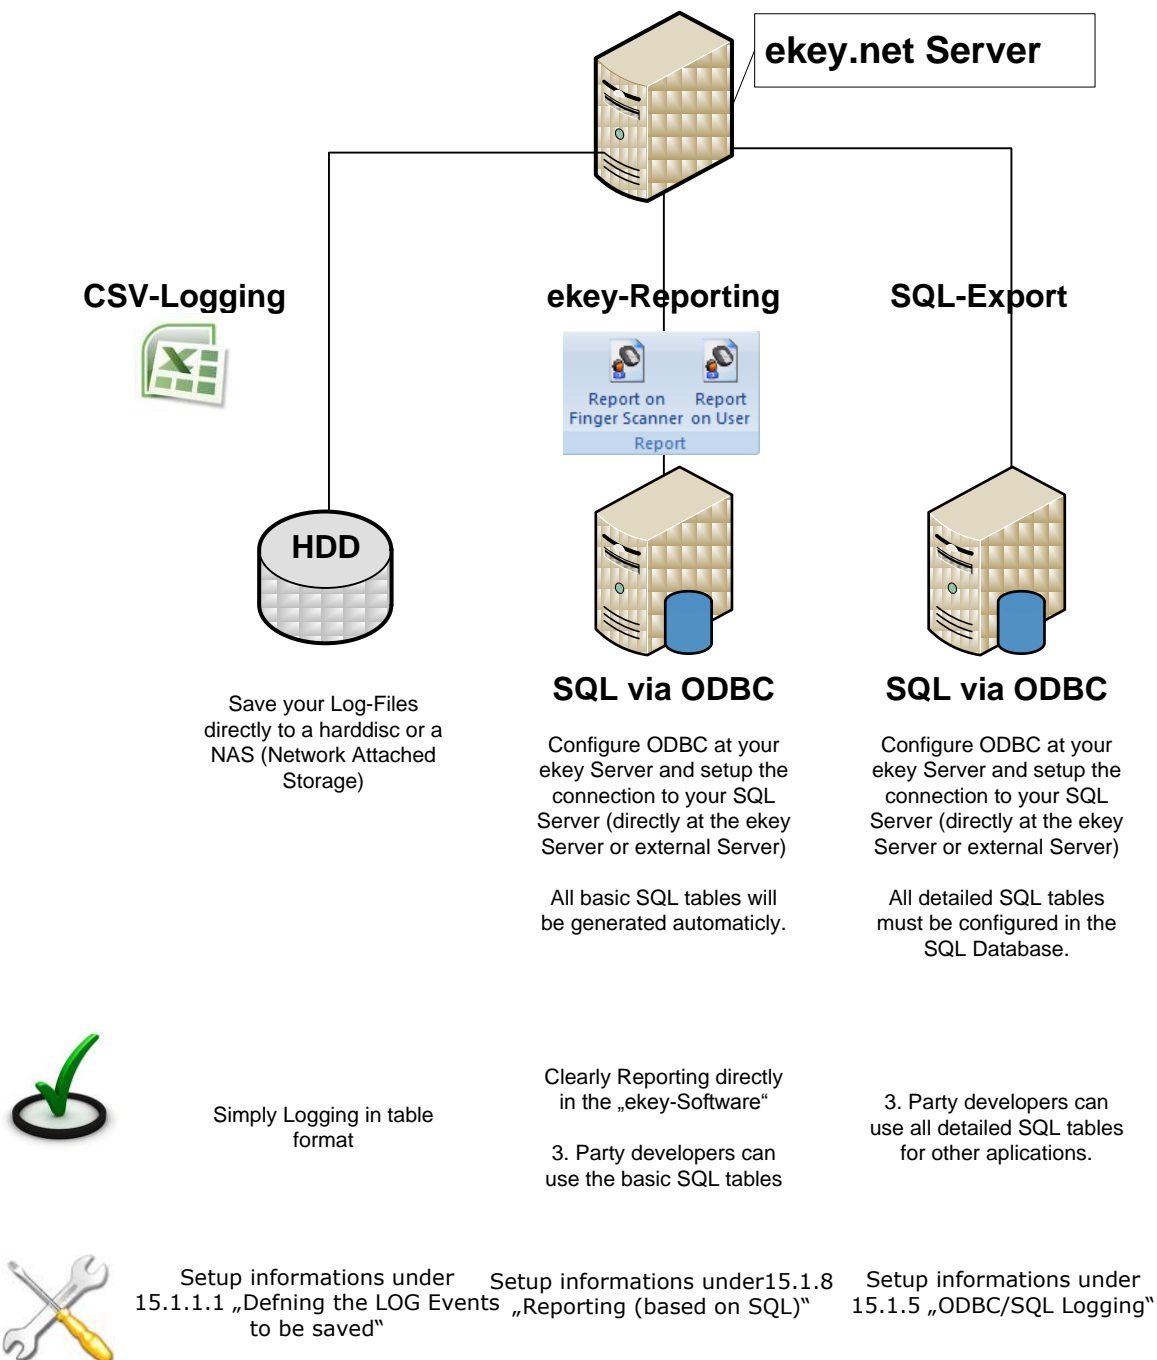 ekey.net Server
CSV-Logging
ekey-Reporting
SQL-Export
Report on
Finger Scanner
Report
on User
Report
HDD
Save your Log-Files
directly to a harddisc or a
NAS (Network Attached
Storage)
SQL via ODBC
Configure ODBC at your
ekey Server and setup the
connection to your SQL
Server (directly at the ekey
Server or external Server)
All basic SQL tables will
be generated automaticly.
SQL via ODBC
Configure ODBC at your
ekey Server and setup the
connection to your SQL
Server (directly at the ekey
Server or external Server)
All detailed SQL tables
must be configured in the
SQL Database.
Simply Logging in table
format
Clearly Reporting directly
in the „ekey-Software“
3. Party developers can
use the basic SQL tables
3. Party developers can
use all detailed SQL tables
for other aplications.
Setup informations under
15.1.1.1 „Defning the LOG Events
to be saved“
Setup informations under15.1.8
„Reporting (based on SQL)“
Setup informations under
15.1.5 „ODBC/SQL Logging“